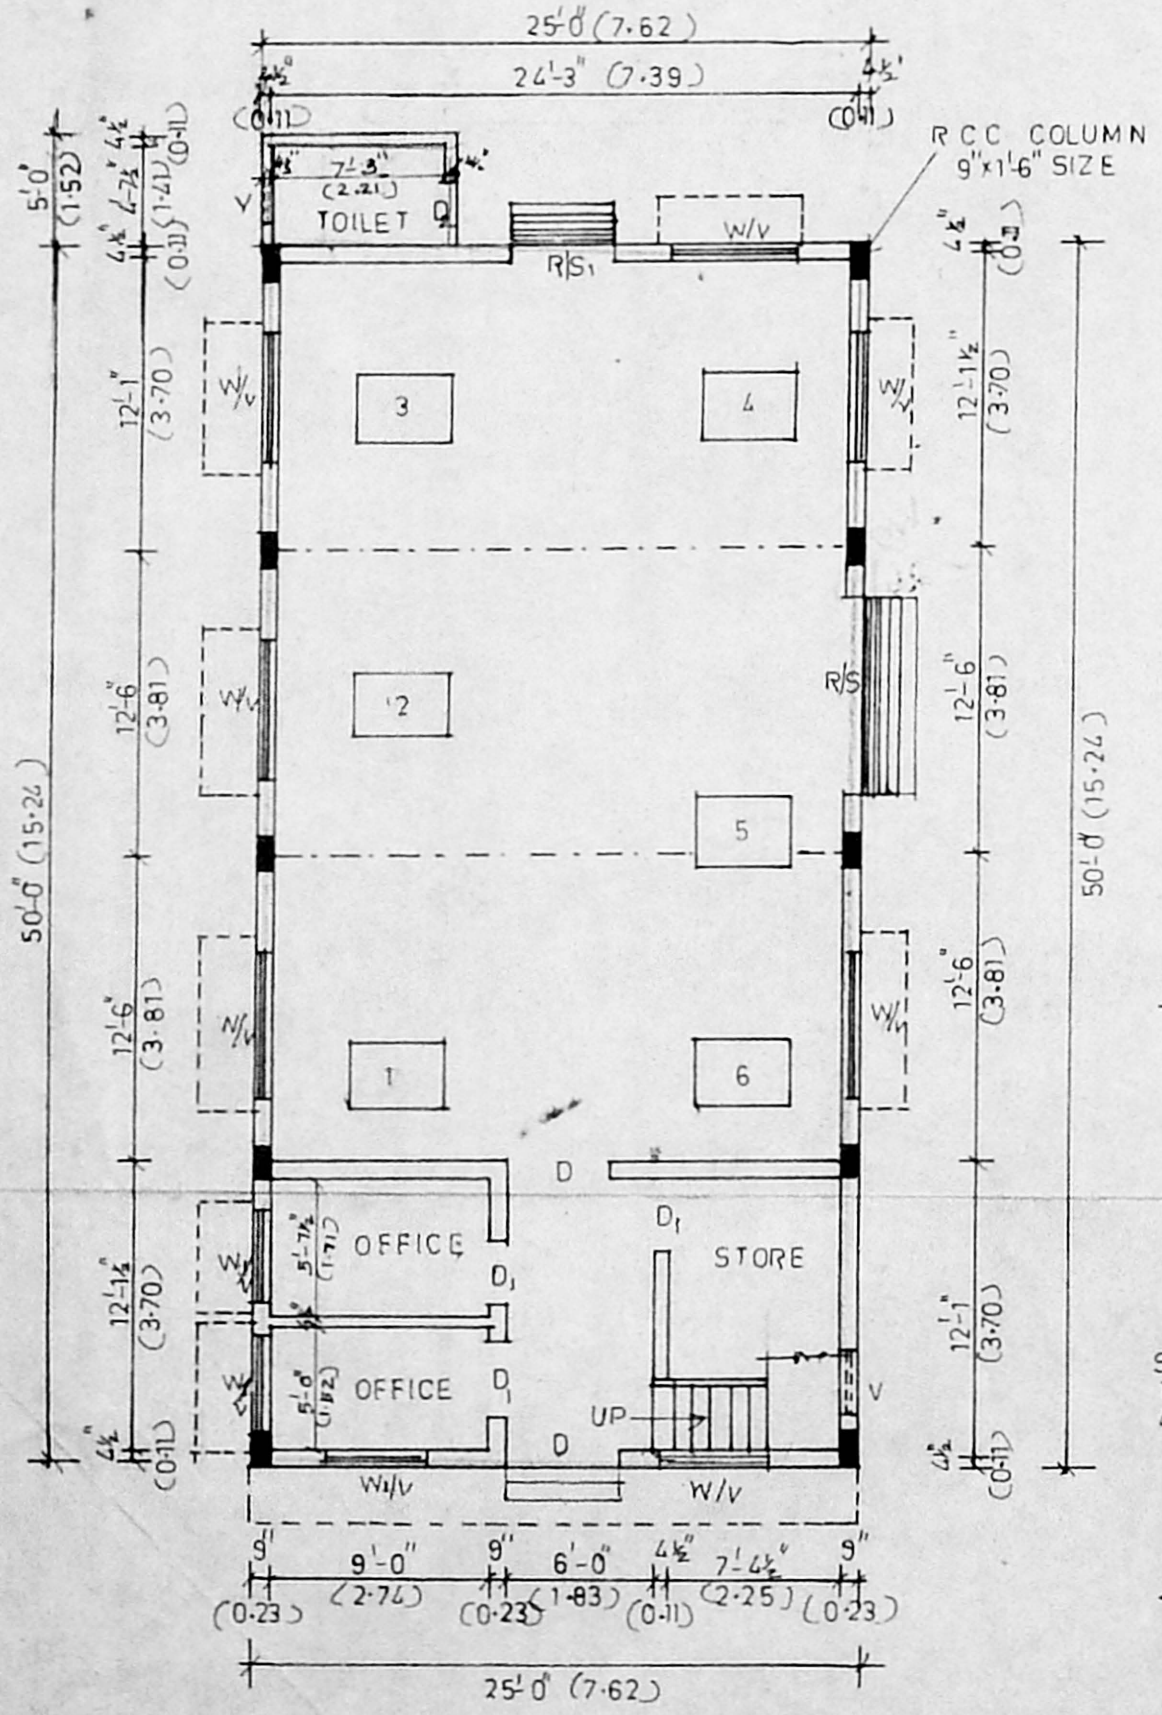 25'-0" (7.62)
24'-3" (7.39)
4½"
4½"
(0.11)
(0.11)
RCC COLUMN
9"x1'-6" SIZE
5'-0"
(1.52)
4½"
4'-7½"
(1.41)
(0.11)
4½"
(0.11)
7'-3"
(2.21)
4½"
V
TOILET
D2
R/S1
W/V
4½"
(0.11)
W/V
3
4
W/V
12'-1"
(3.70)
12'-1½"
(3.70)
W/V
2
R/S
12'-6"
(3.81)
12'-6"
(3.81)
50'-0" (15.24)
50'-0" (15.24)
5
12'-6"
(3.81)
W/V
1
6
W/V
12'-6"
(3.81)
D
D1
5'-7½"
(1.71)
OFFICE
D1
STORE
12'-1½"
(3.70)
12'-1"
(3.70)
5'-0"
(1.52)
OFFICE
D1
UP
D
V
4½"
(0.11)
4½"
(0.11)
W1/V
W/V
9"
9'-0"
9"
6'-0"
4½"
7'-4½"
9"
(0.23)
(2.74)
(0.23)
(1.83)
(0.11)
(2.25)
(0.23)
25'-0" (7.62)